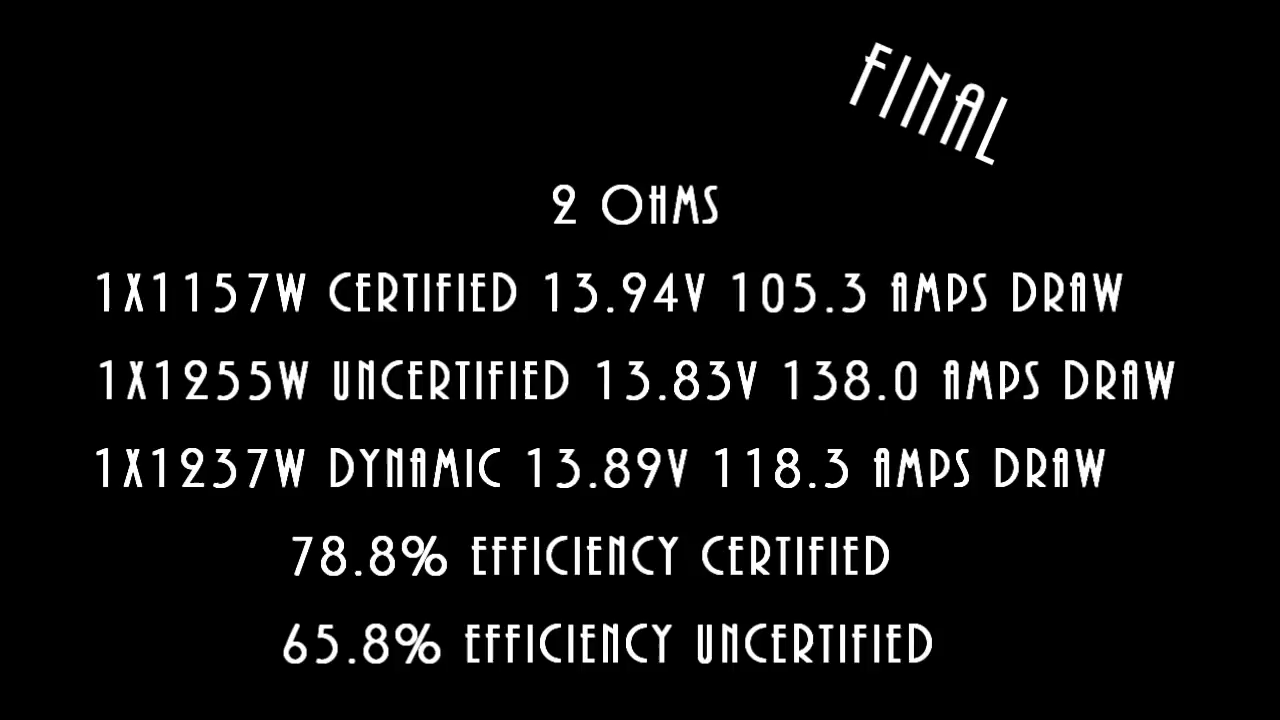 FINAL
2 OHMS
1X1157W CERTIFIED 13.94V 105.3 AMPS DRAW
1X1255W UNCERTIFIED 13.83V 138.0 AMPS DRAW
1X1237W DYNAMIC 13.89V 118.3 AMPS DRAW
78.8% EFFICIENCY CERTIFIED
65.8% EFFICIENCY UNCERTIFIED